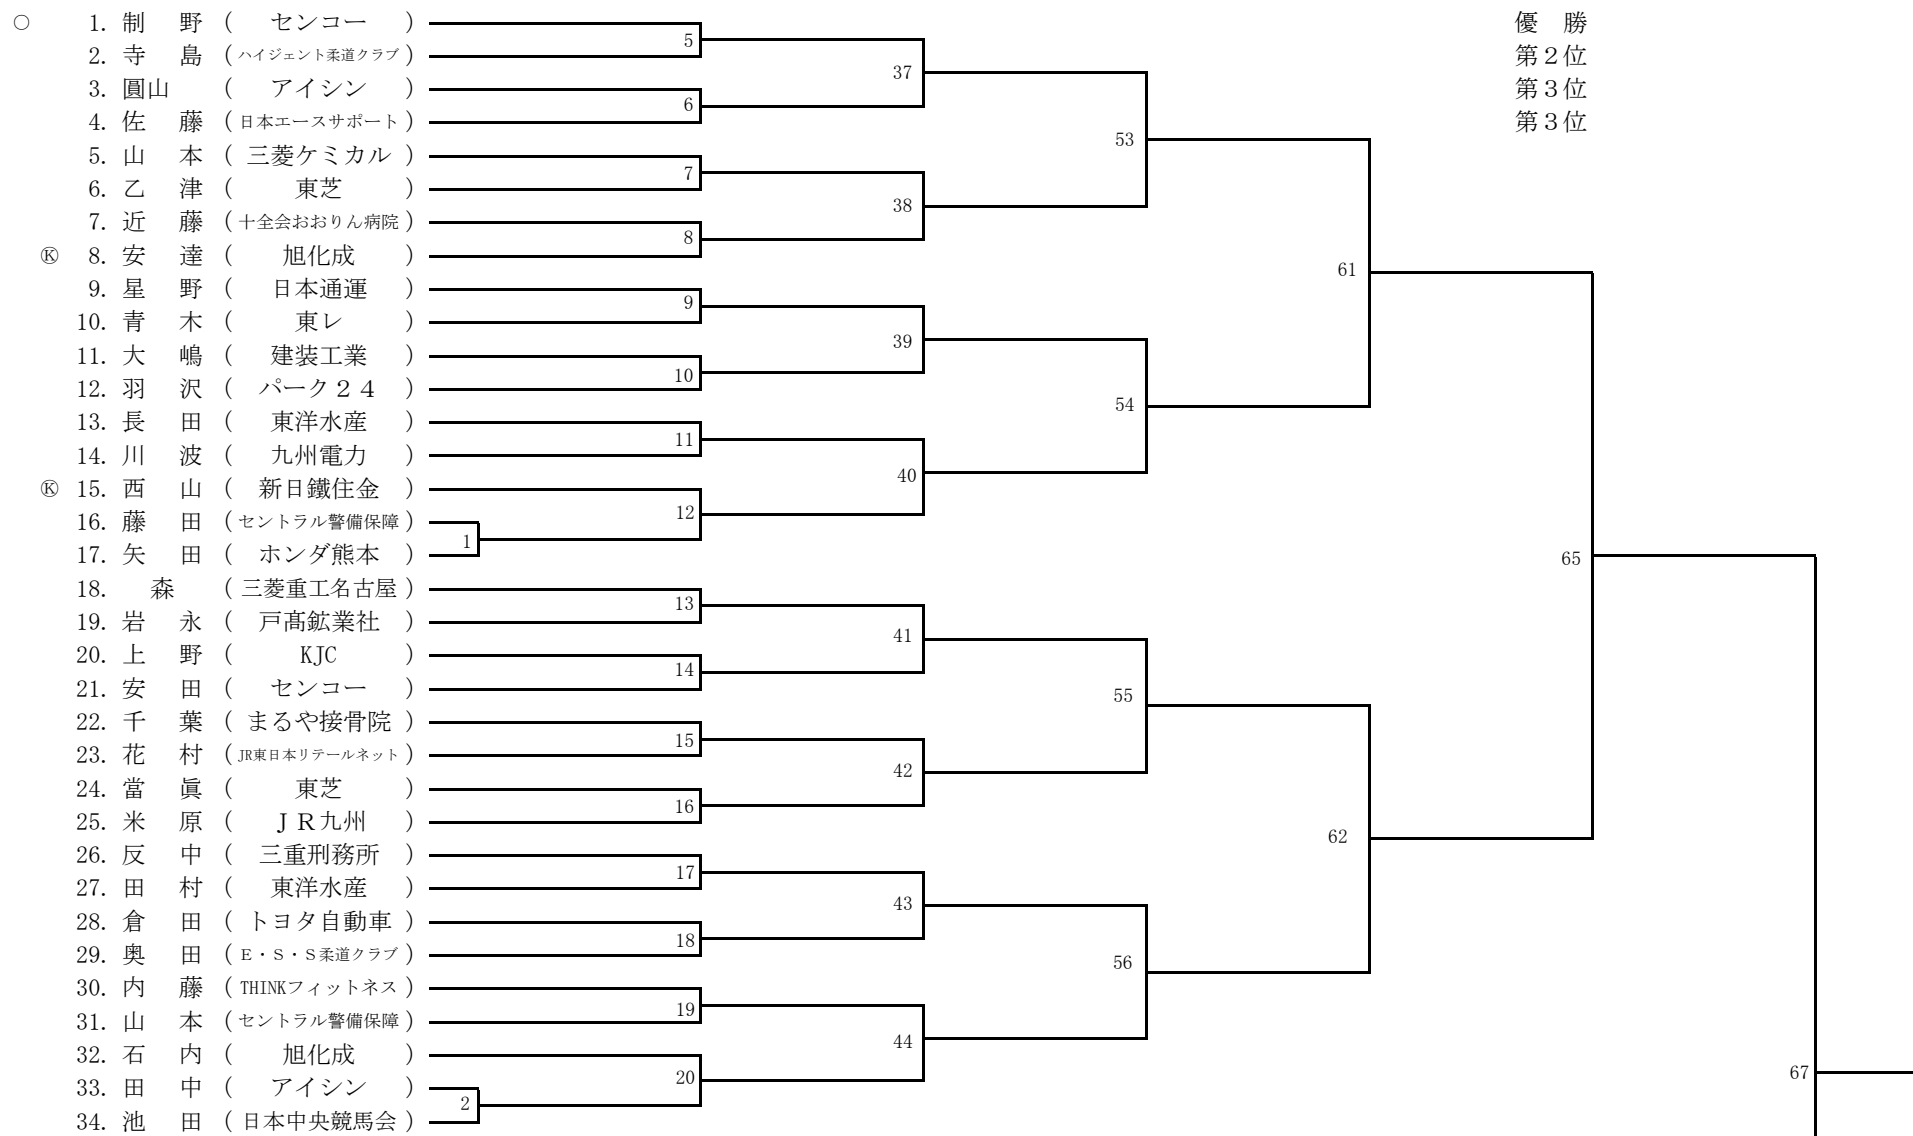 ○ 1. 制 野 ( センコー )
2. 寺 島 ( ハイジェント柔道クラブ )
3. 圓山 ( アイシン )
4. 佐 藤 ( 日本エースサポート )
5. 山 本 ( 三菱ケミカル )
6. 乙 津 ( 東芝 )
7. 近 藤 ( 十全会おおりん病院 )
Ⓚ 8. 安 達 ( 旭化成 )
9. 星 野 ( 日本通運 )
10. 青 木 ( 東レ )
11. 大 嶋 ( 建装工業 )
12. 羽 沢 ( パーク２４ )
13. 長 田 ( 東洋水産 )
14. 川 波 ( 九州電力 )
Ⓚ 15. 西 山 ( 新日鐵住金 )
16. 藤 田 ( セントラル警備保障 )
17. 矢 田 ( ホンダ熊本 )
18. 森 ( 三菱重工名古屋 )
19. 岩 永 ( 戸髙鉱業社 )
20. 上 野 ( KJC )
21. 安 田 ( センコー )
22. 千 葉 ( まるや接骨院 )
23. 花 村 ( JR東日本リテールネット )
24. 當 眞 ( 東芝 )
25. 米 原 ( ＪＲ九州 )
26. 反 中 ( 三重刑務所 )
27. 田 村 ( 東洋水産 )
28. 倉 田 ( トヨタ自動車 )
29. 奥 田 ( Ｅ・Ｓ・Ｓ柔道クラブ )
30. 内 藤 ( THINKフィットネス )
31. 山 本 ( セントラル警備保障 )
32. 石 内 ( 旭化成 )
33. 田 中 ( アイシン )
34. 池 田 ( 日本中央競馬会 )
1
2
5
6
7
8
9
10
11
12
13
14
15
16
17
18
19
20
37
38
39
40
41
42
43
44
53
54
55
56
61
62
65
67
優 勝
第２位
第３位
第３位